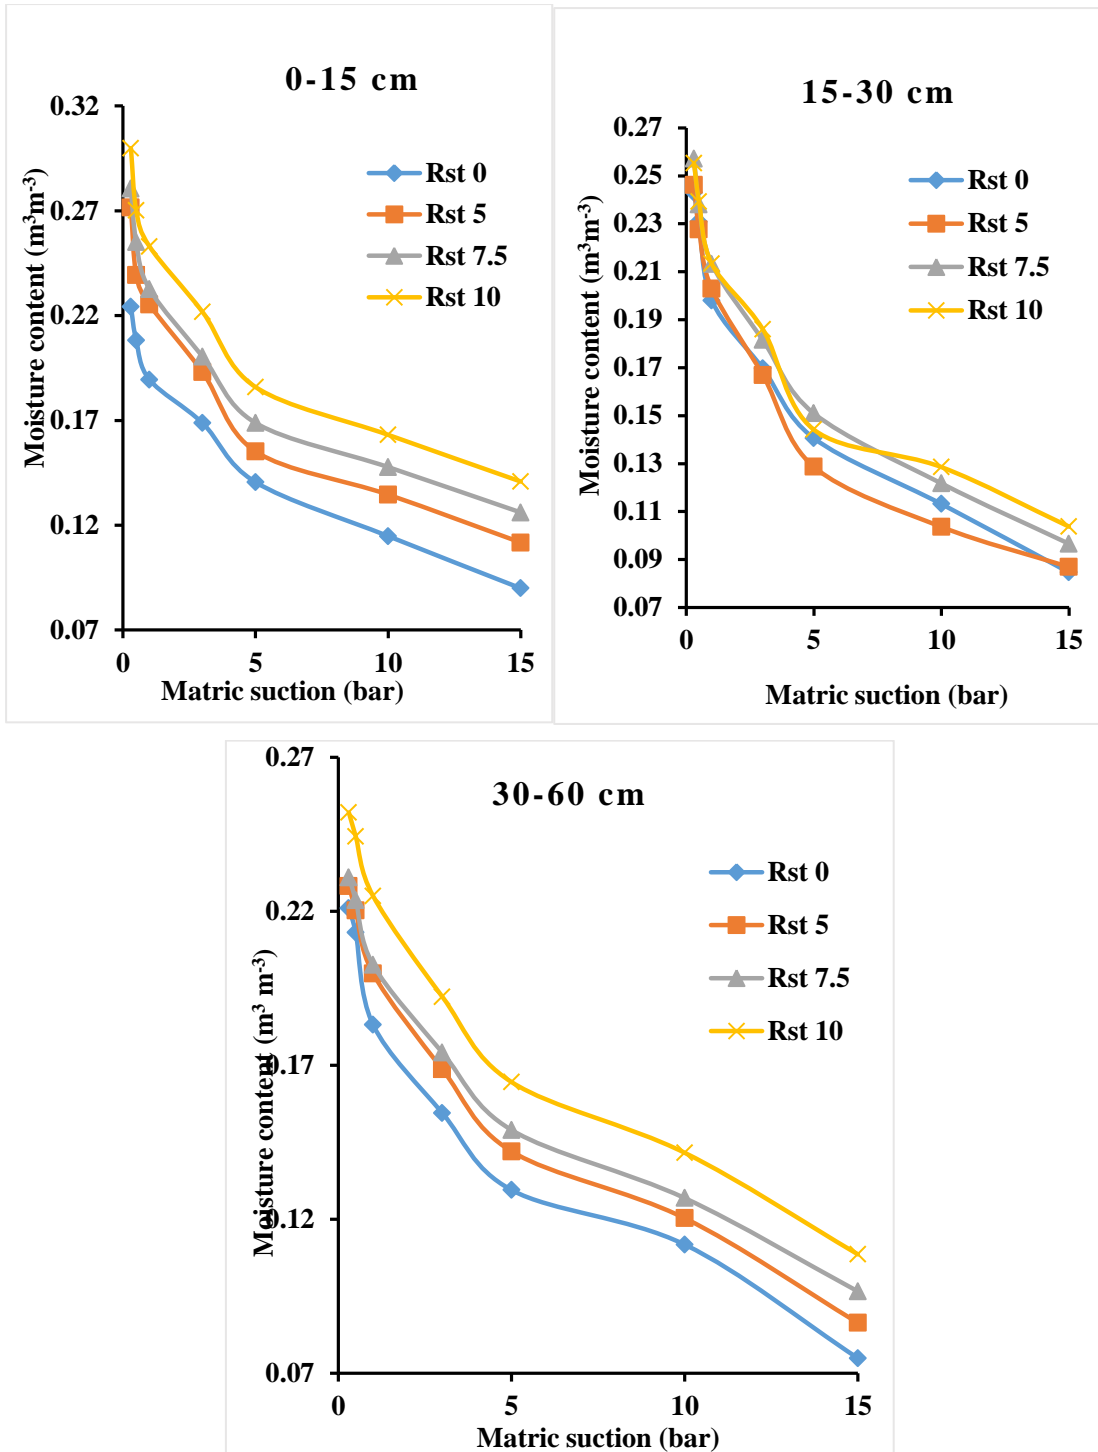 0-15 cm
0.32
0.27
0.22
0.17
0.12
0.07
Moisture content (m³m⁻³)
Rst 0
Rst 5
Rst 7.5
Rst 10
0 5 10 15
Matric suction (bar)
15-30 cm
0.27
0.25
0.23
0.21
0.19
0.17
0.15
0.13
0.11
0.09
0.07
Moisture content (m³m⁻³)
Rst 0
Rst 5
Rst 7.5
Rst 10
0 5 10 15
Matric suction (bar)
30-60 cm
0.27
0.22
0.17
0.12
0.07
Moisture content (m³ m⁻³)
Rst 0
Rst 5
Rst 7.5
Rst 10
0 5 10 15
Matric suction (bar)